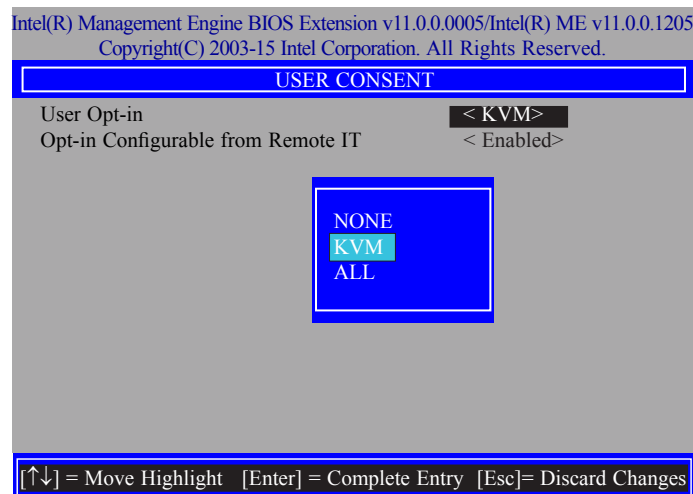 Intel(R) Management Engine BIOS Extension v11.0.0.0005/Intel(R) ME v11.0.0.1205
Copyright(C) 2003-15 Intel Corporation. All Rights Reserved.
USER CONSENT
User Opt-in < KVM>
Opt-in Configurable from Remote IT < Enabled>
NONE
KVM
ALL
[↑↓] = Move Highlight [Enter] = Complete Entry [Esc]= Discard Changes